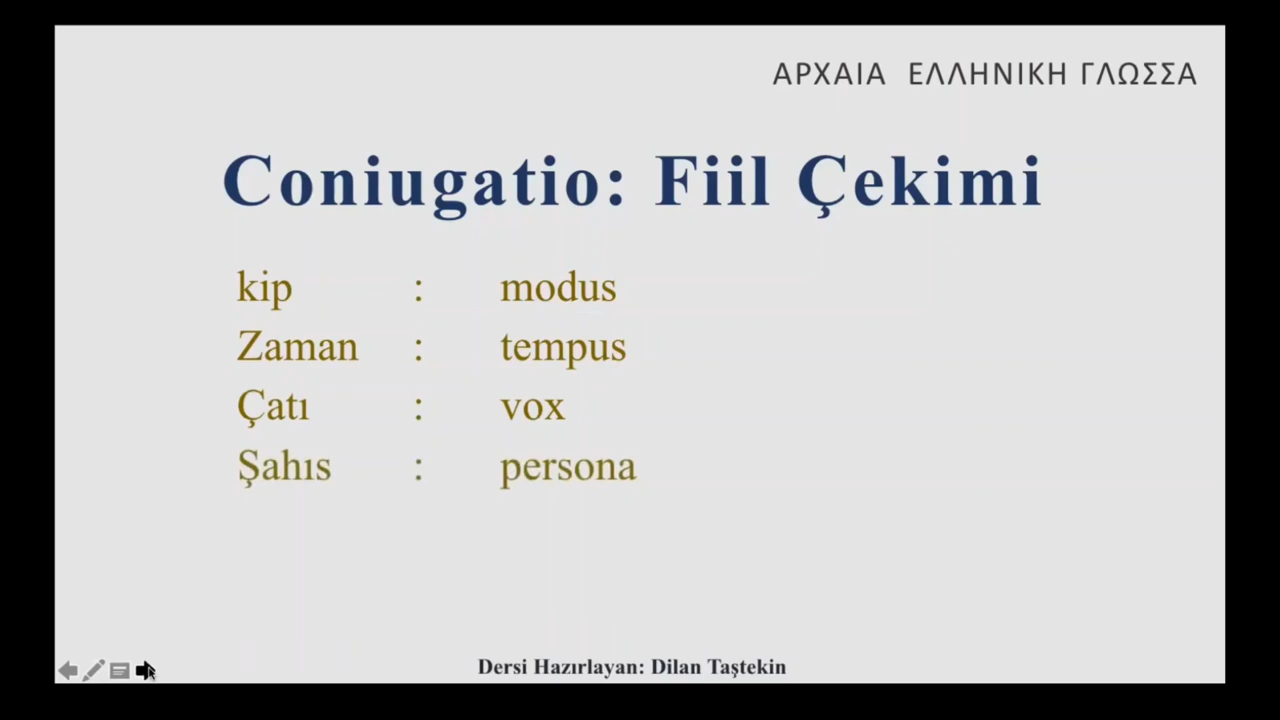 ΑΡΧΑΙΑ ΕΛΛΗΝΙΚΗ ΓΛΩΣΣΑ
Coniugatio: Fiil Çekimi
kip : modus
Zaman : tempus
Çatı : vox
Şahıs : persona
Dersi Hazırlayan: Dilan Taştekin